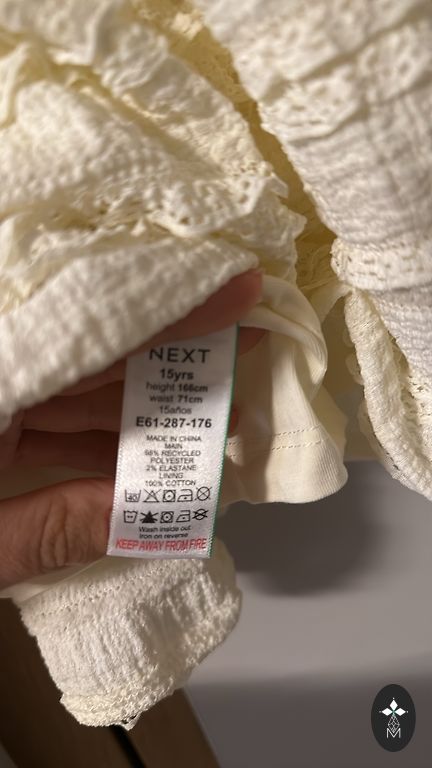 NEXT
15yrs
height 166cm
waist 71cm
15años
E61-287-176
MADE IN CHINA
MAIN
98% RECYCLED
POLYESTER
2% ELASTANE
LINING
100% COTTON
40
Wash inside out
Iron on reverse
KEEP AWAY FROM FIRE
M